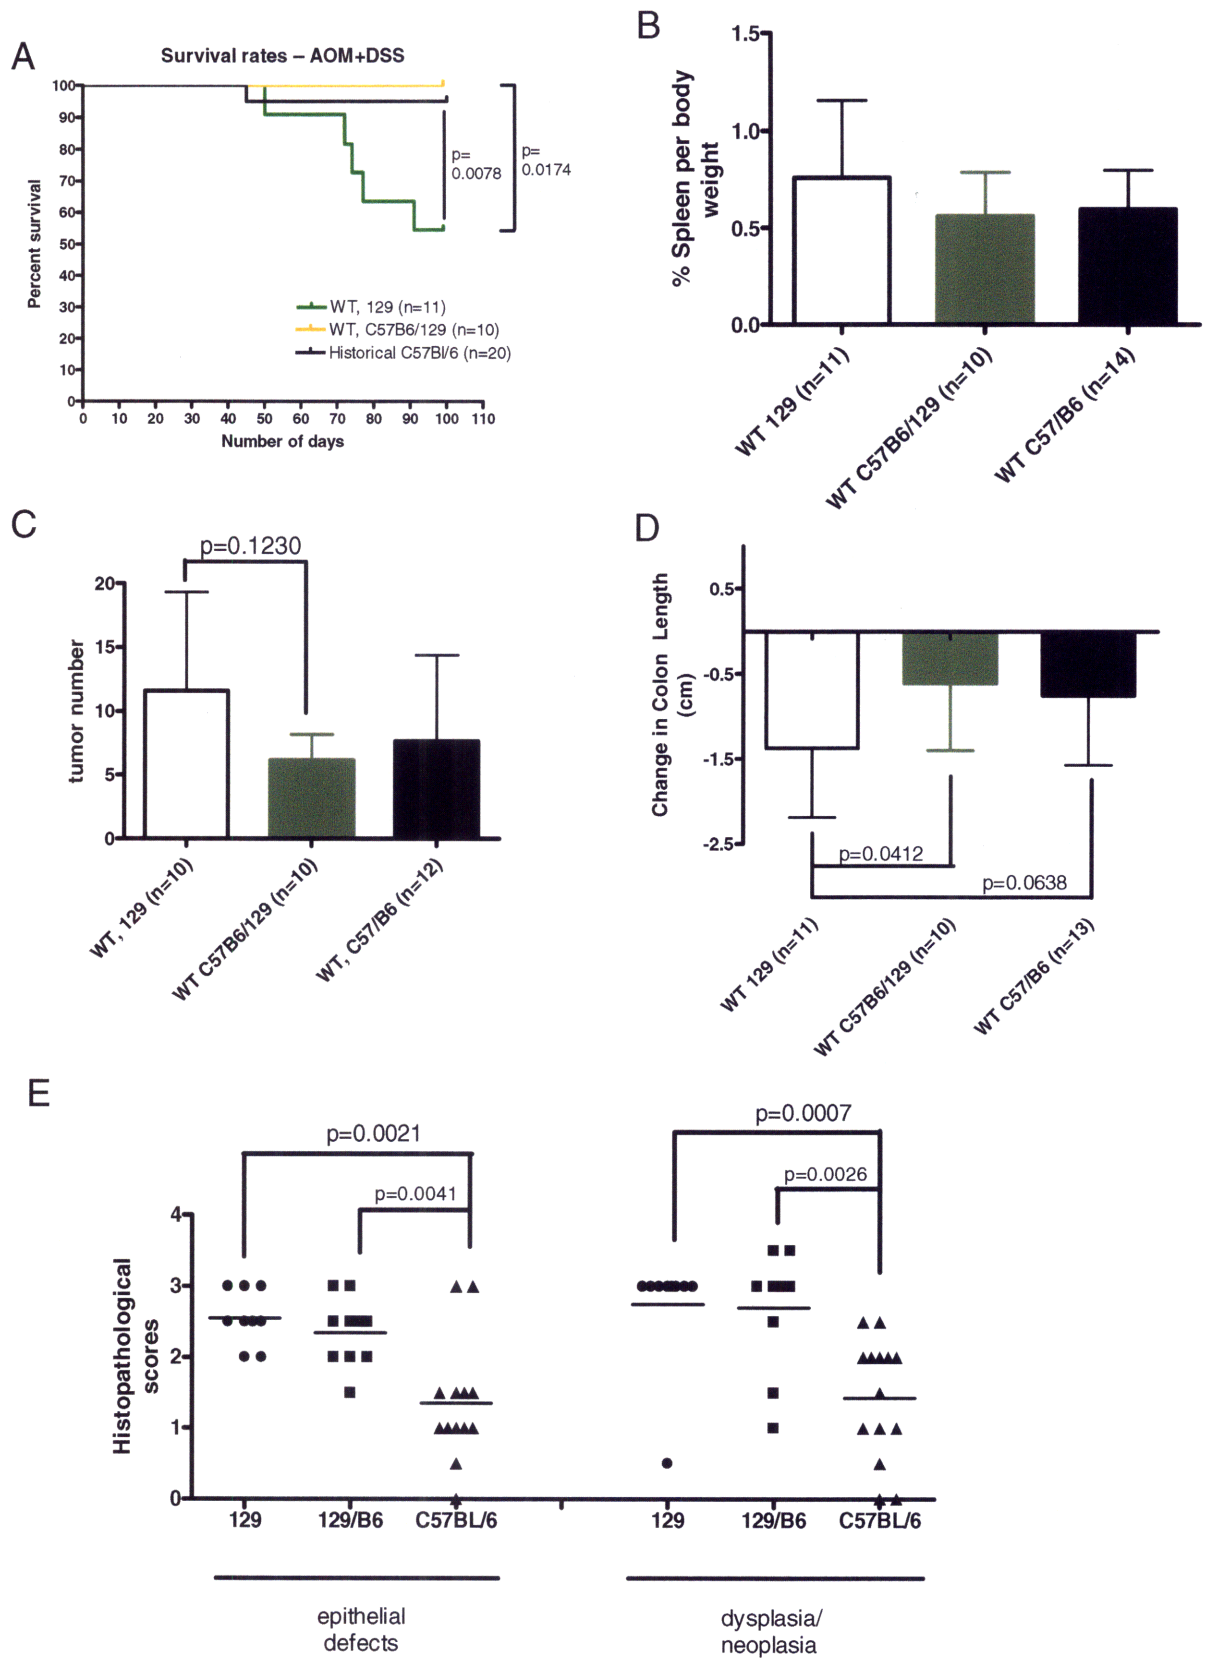 A
Survival rates – AOM+DSS
Percent survival
100
90
80
70
60
50
40
30
20
10
0
p=
0.0078
p=
0.0174
WT, 129 (n=11)
WT, C57B6/129 (n=10)
Historical C57Bl/6 (n=20)
0 10 20 30 40 50 60 70 80 90 100 110
Number of days
B
% Spleen per body
weight
1.5
1.0
0.5
0.0
WT 129 (n=11)
WT C57B6/129 (n=10)
WT C57/B6 (n=14)
C
p=0.1230
tumor number
20
15
10
5
0
WT, 129 (n=10)
WT C57B6/129 (n=10)
WT, C57/B6 (n=12)
D
Change in Colon Length
(cm)
0.5
-0.5
-1.5
-2.5
p=0.0412
p=0.0638
WT 129 (n=11)
WT C57B6/129 (n=10)
WT C57/B6 (n=13)
E
p=0.0021
p=0.0041
p=0.0007
p=0.0026
Histopathological
scores
4
3
2
1
0
129 129/B6 C57BL/6 129 129/B6 C57BL/6
epithelial
defects
dysplasia/
neoplasia